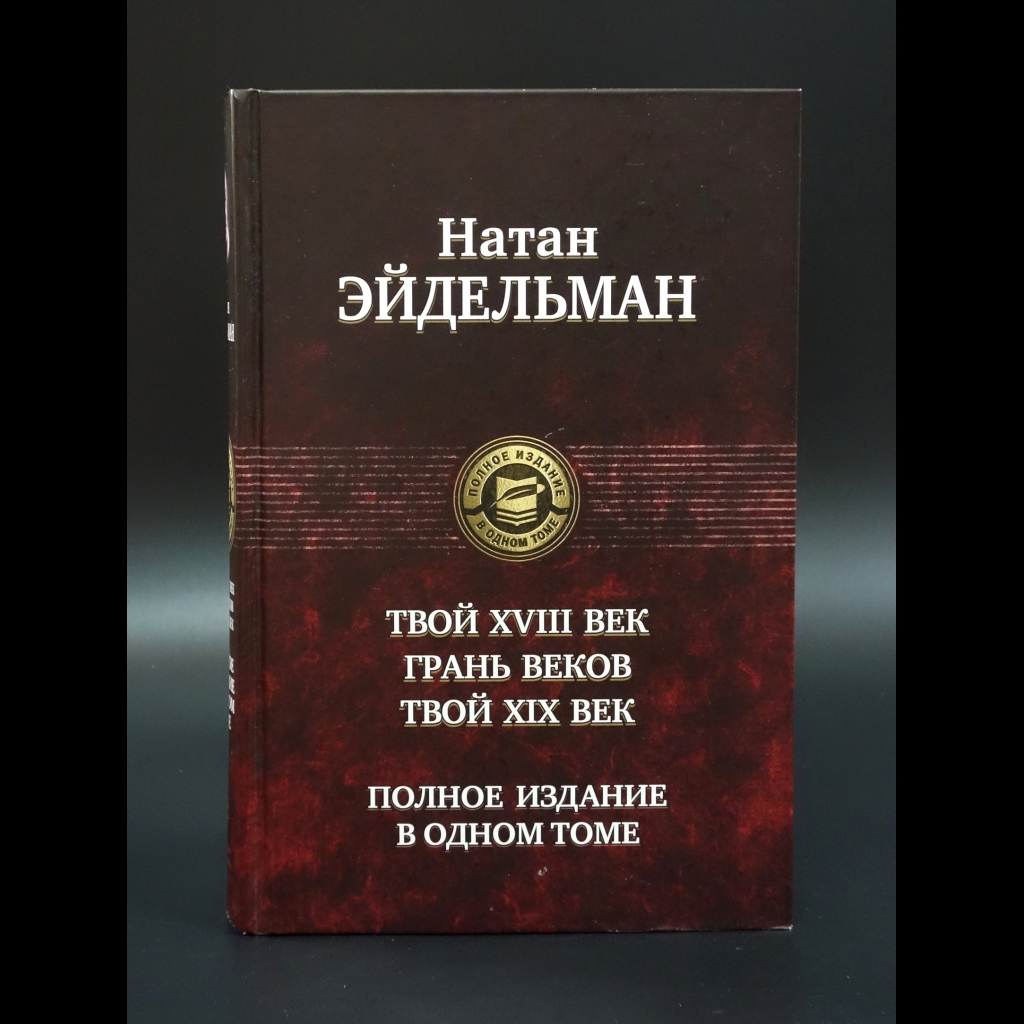 Натан
ЭЙДЕЛЬМАН
ПОЛНОЕ ИЗДАНИЕ
В ОДНОМ ТОМЕ
ТВОЙ XVIII ВЕК
ГРАНЬ ВЕКОВ
ТВОЙ XIX ВЕК
ПОЛНОЕ ИЗДАНИЕ
В ОДНОМ ТОМЕ